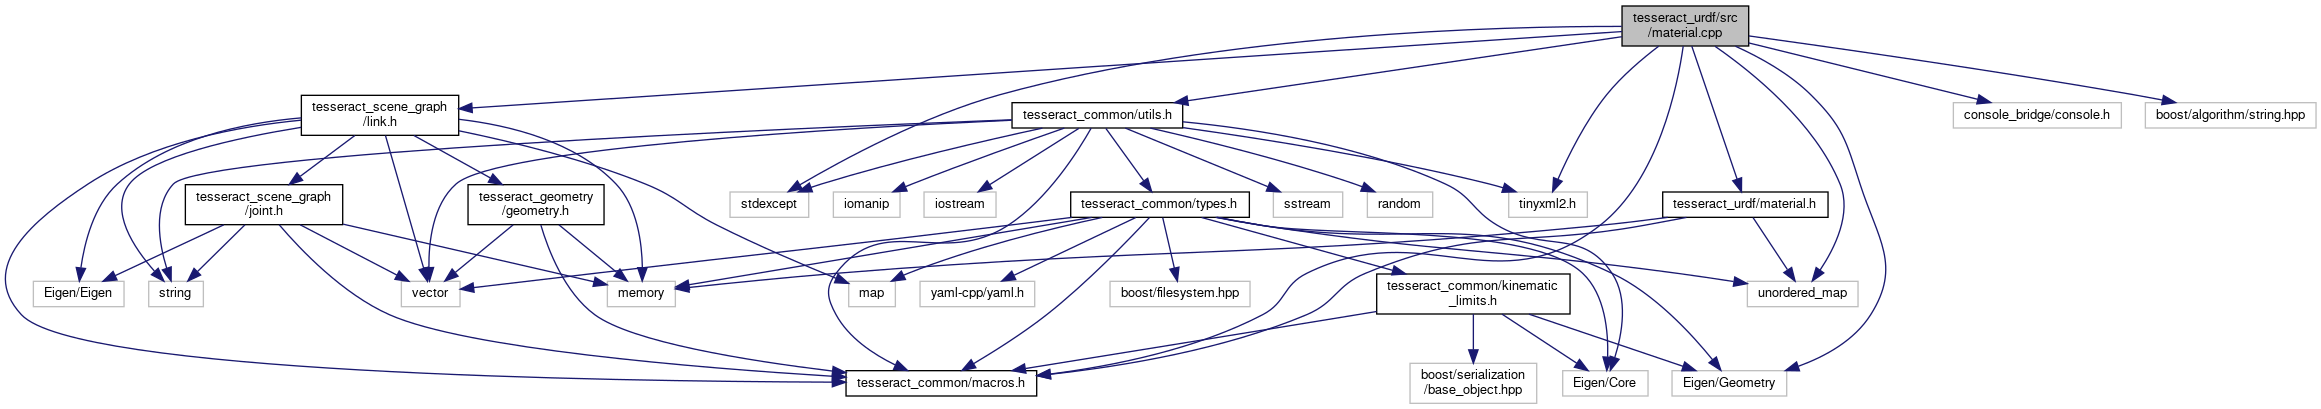 tesseract_urdf/src
/material.cpp
tesseract_scene_graph
/link.h
tesseract_common/utils.h
console_bridge/console.h
boost/algorithm/string.hpp
tesseract_scene_graph
/joint.h
tesseract_geometry
/geometry.h
stdexcept
iomanip
iostream
tesseract_common/types.h
sstream
random
tinyxml2.h
tesseract_urdf/material.h
Eigen/Eigen
string
vector
memory
map
yaml-cpp/yaml.h
boost/filesystem.hpp
tesseract_common/kinematic
_limits.h
unordered_map
tesseract_common/macros.h
boost/serialization
/base_object.hpp
Eigen/Core
Eigen/Geometry